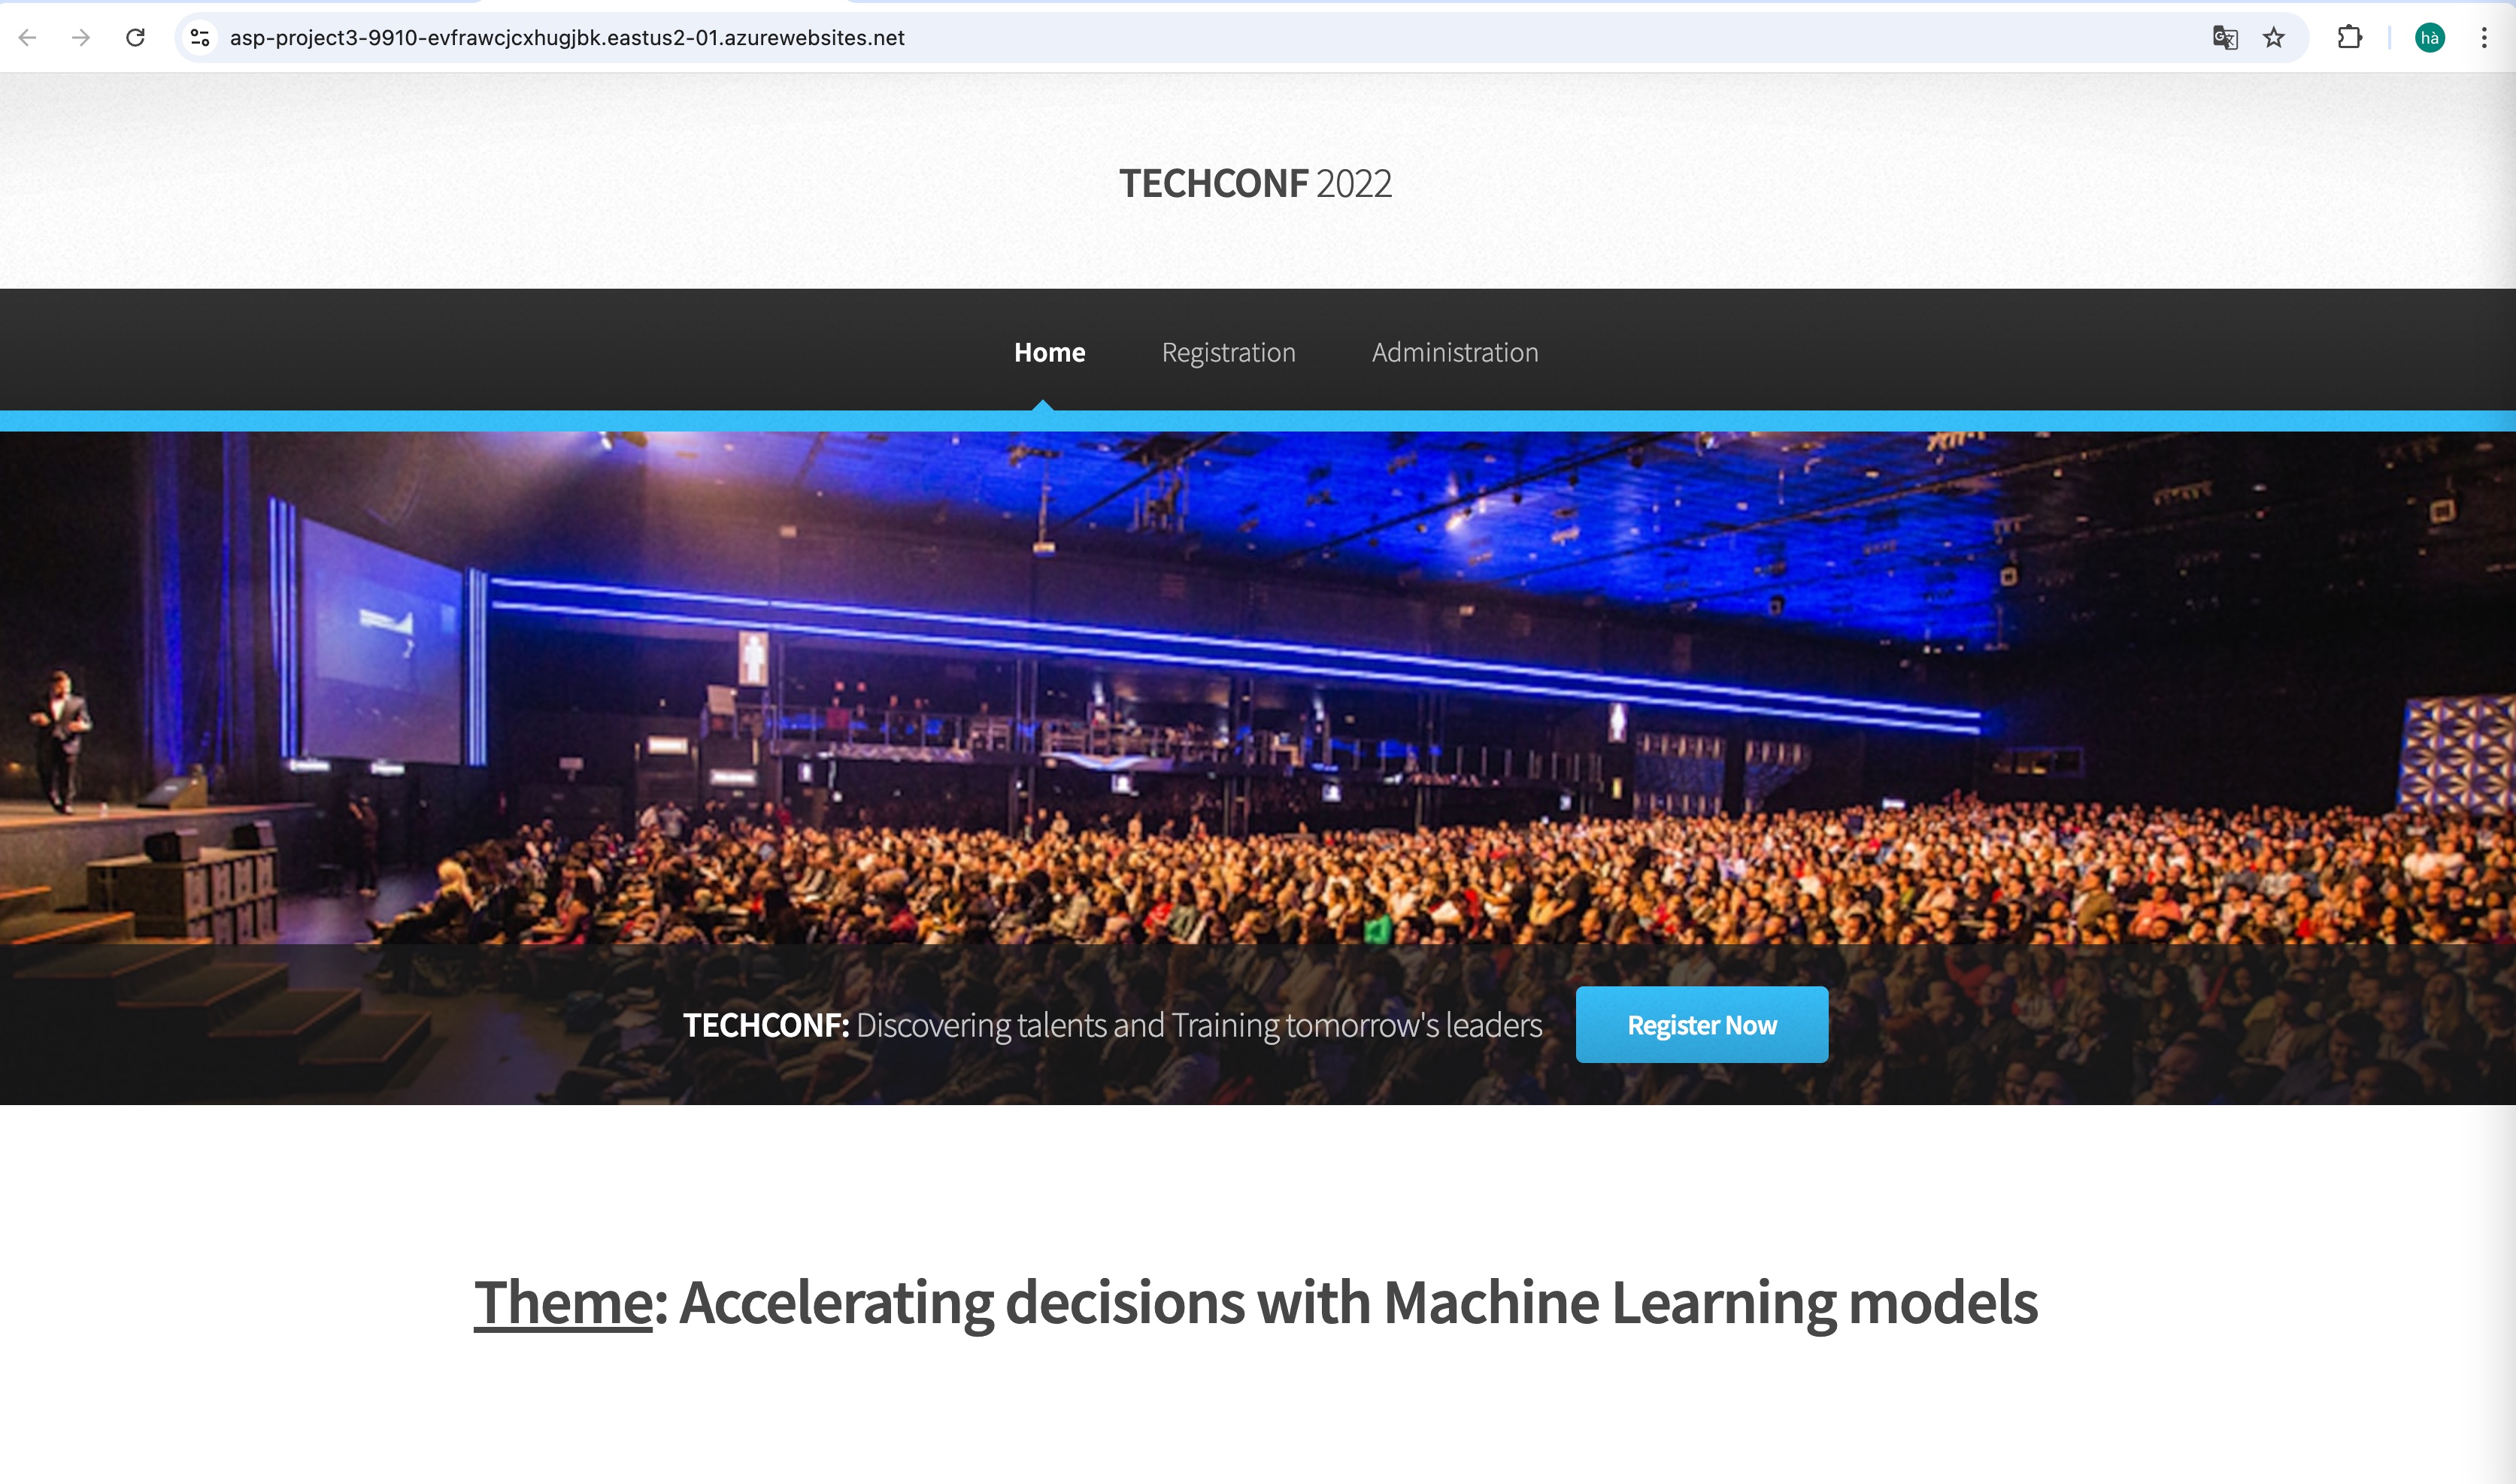 asp-project3-9910-evfrawcjcxhugjbk.eastus2-01.azurewebsites.net
hà
TECHCONF 2022
Home Registration Administration
TECHCONF: Discovering talents and Training tomorrow's leaders Register Now
Theme: Accelerating decisions with Machine Learning models